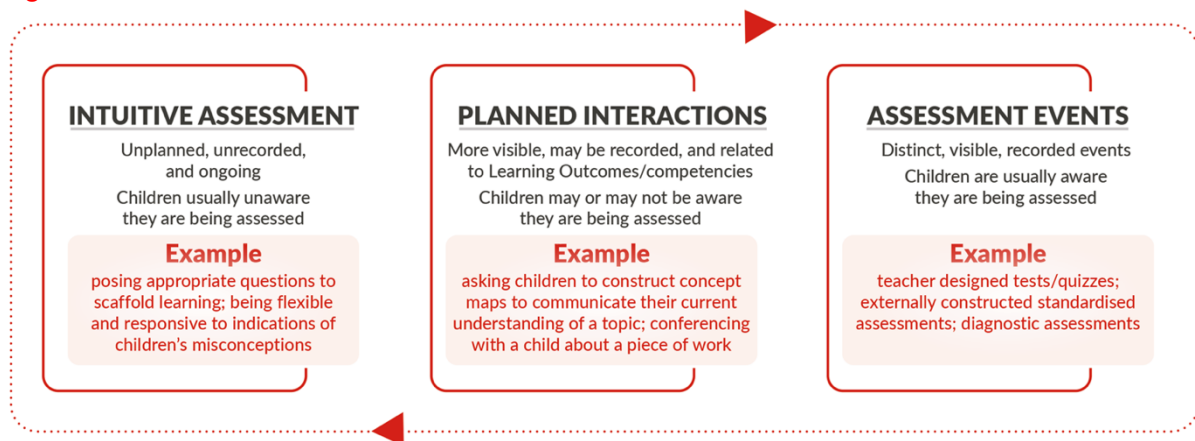 INTUITIVE ASSESSMENT
Unplanned, unrecorded,
and ongoing
Children usually unaware
they are being assessed
Example
posing appropriate questions to
scaffold learning; being flexible
and responsive to indications of
children's misconceptions
PLANNED INTERACTIONS
More visible, may be recorded, and related
to Learning Outcomes/competencies
Children may or may not be aware
they are being assessed
Example
asking children to construct concept
maps to communicate their current
understanding of a topic; conferencing
with a child about a piece of work
ASSESSMENT EVENTS
Distinct, visible, recorded events
Children are usually aware
they are being assessed
Example
teacher designed tests/quizzes;
externally constructed standardised
assessments; diagnostic assessments